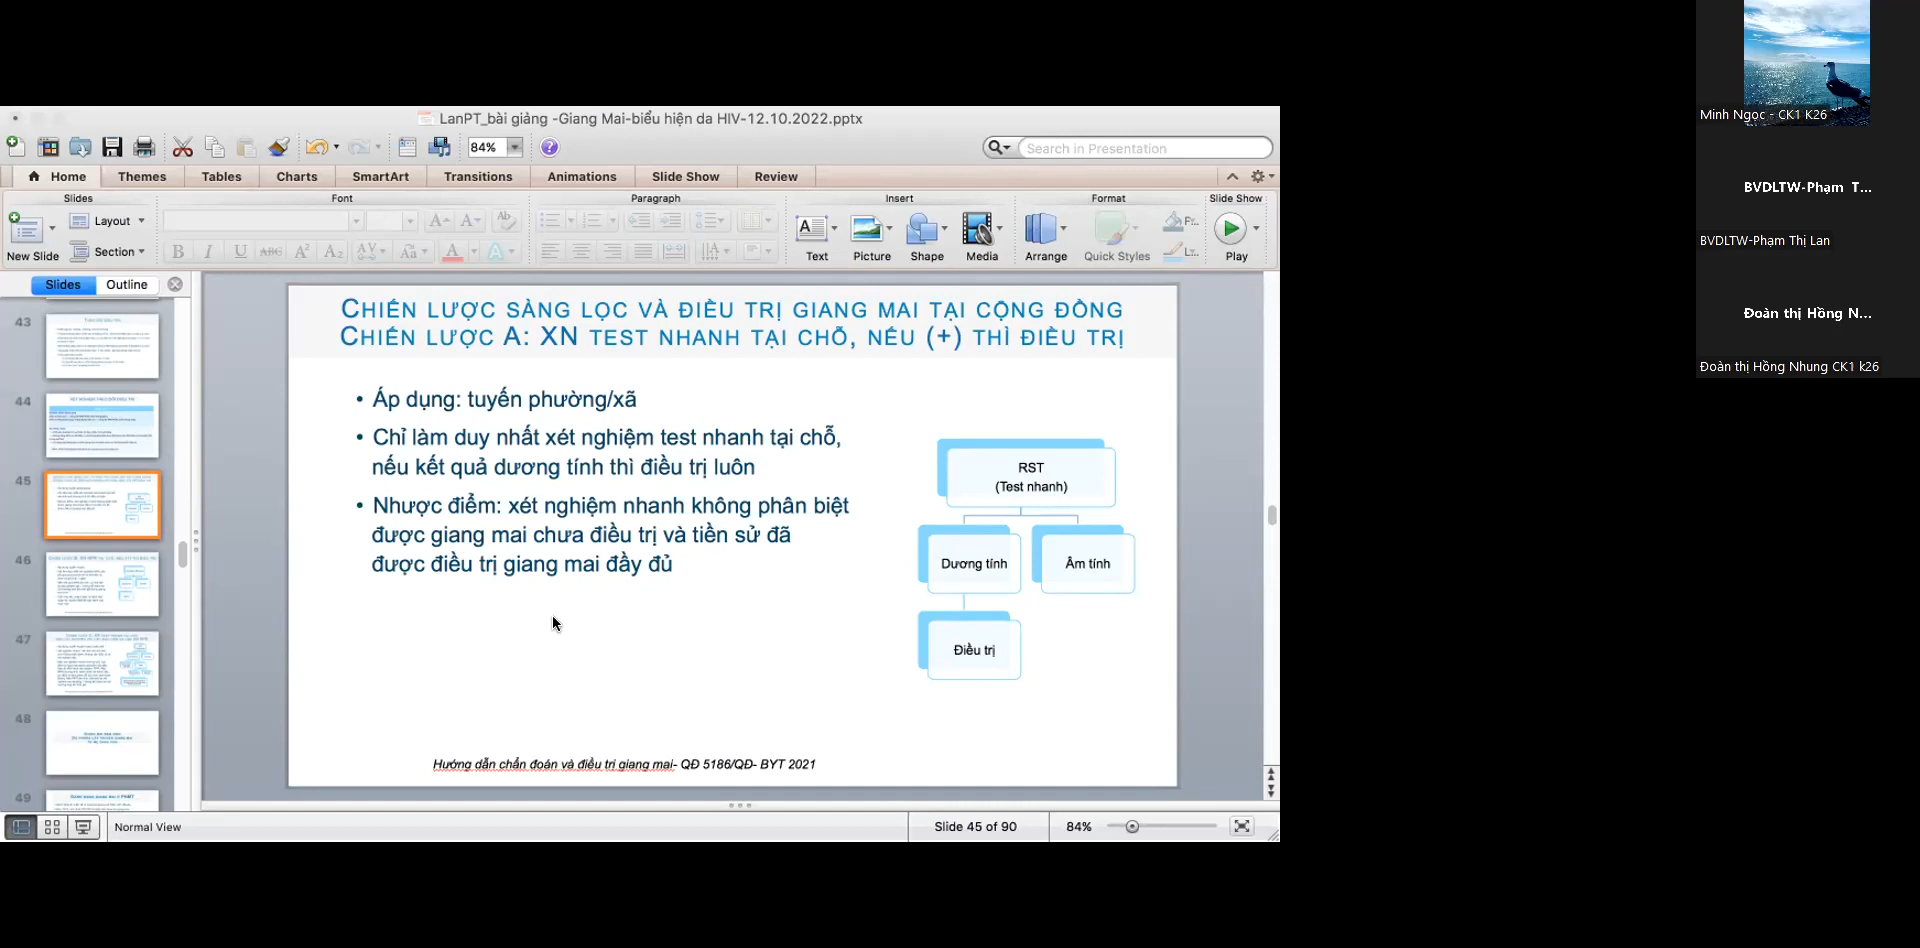 LanPT_bài giảng -Giang Mai-biểu hiện da HIV-12.10.2022.pptx
84%
Search in Presentation
Home
Themes
Tables
Charts
SmartArt
Transitions
Animations
Slide Show
Review
Slides
Font
Paragraph
Insert
Format
Slide Show
New Slide
Layout
Section
Text
Picture
Shape
Media
Arrange
Quick Styles
Play
Slides
Outline
43
44
45
46
47
48
49
CHIẾN LƯỢC SÀNG LỌC VÀ ĐIỀU TRỊ GIANG MAI TẠI CỘNG ĐỒNG
CHIẾN LƯỢC A: XN TEST NHANH TẠI CHỖ, NẾU (+) THÌ ĐIỀU TRỊ
• Áp dụng: tuyến phường/xã
• Chỉ làm duy nhất xét nghiệm test nhanh tại chỗ,
nếu kết quả dương tính thì điều trị luôn
• Nhược điểm: xét nghiệm nhanh không phân biệt
được giang mai chưa điều trị và tiền sử đã
được điều trị giang mai đầy đủ
RST
(Test nhanh)
Dương tính
Âm tính
Điều trị
Hướng dẫn chẩn đoán và điều trị giang mai- QĐ 5186/QĐ- BYT 2021
Normal View
Slide 45 of 90
84%
Minh Ngọc - CK1 K26
BVDLTW-Phạm T...
BVDLTW-Phạm Thị Lan
Đoàn thị Hồng N...
Đoàn thị Hồng Nhung CK1 k26